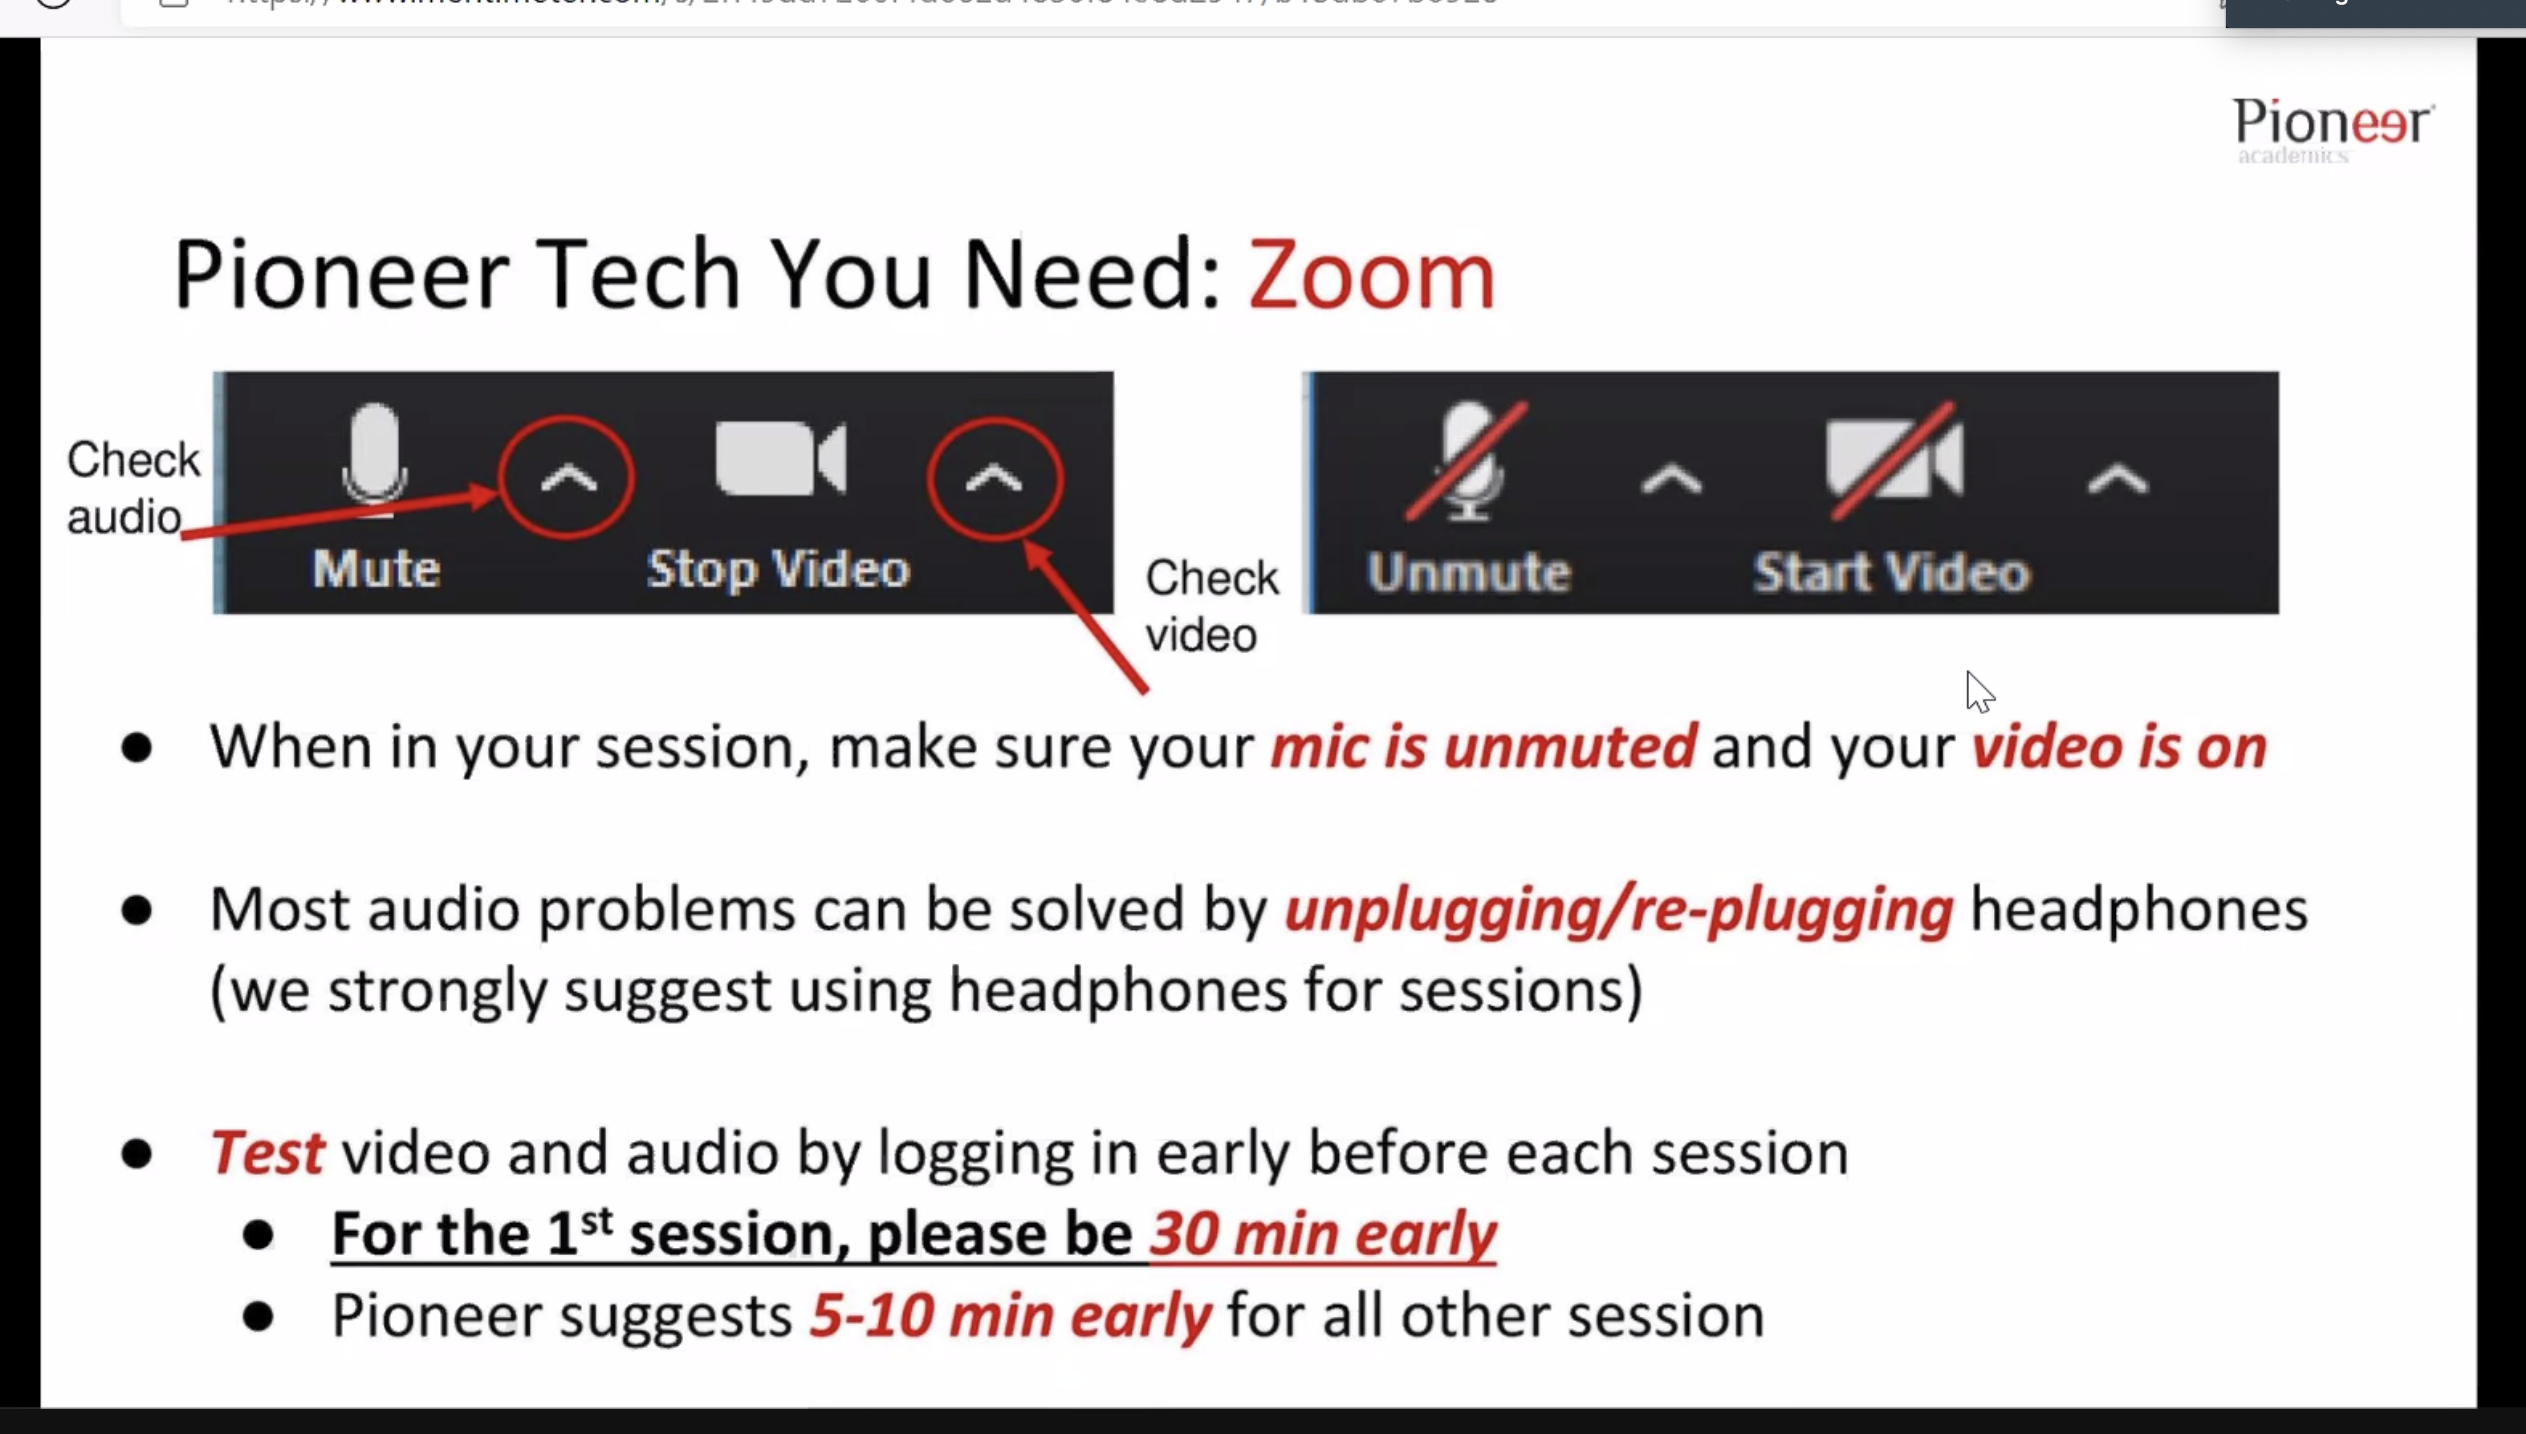 Pioneer
academics
Pioneer Tech You Need: Zoom
Check
audio
Mute
Stop Video
Check
video
Unmute
Start Video
● When in your session, make sure your mic is unmuted and your video is on
● Most audio problems can be solved by unplugging/re-plugging headphones
(we strongly suggest using headphones for sessions)
● Test video and audio by logging in early before each session
● For the 1st session, please be 30 min early
● Pioneer suggests 5-10 min early for all other session